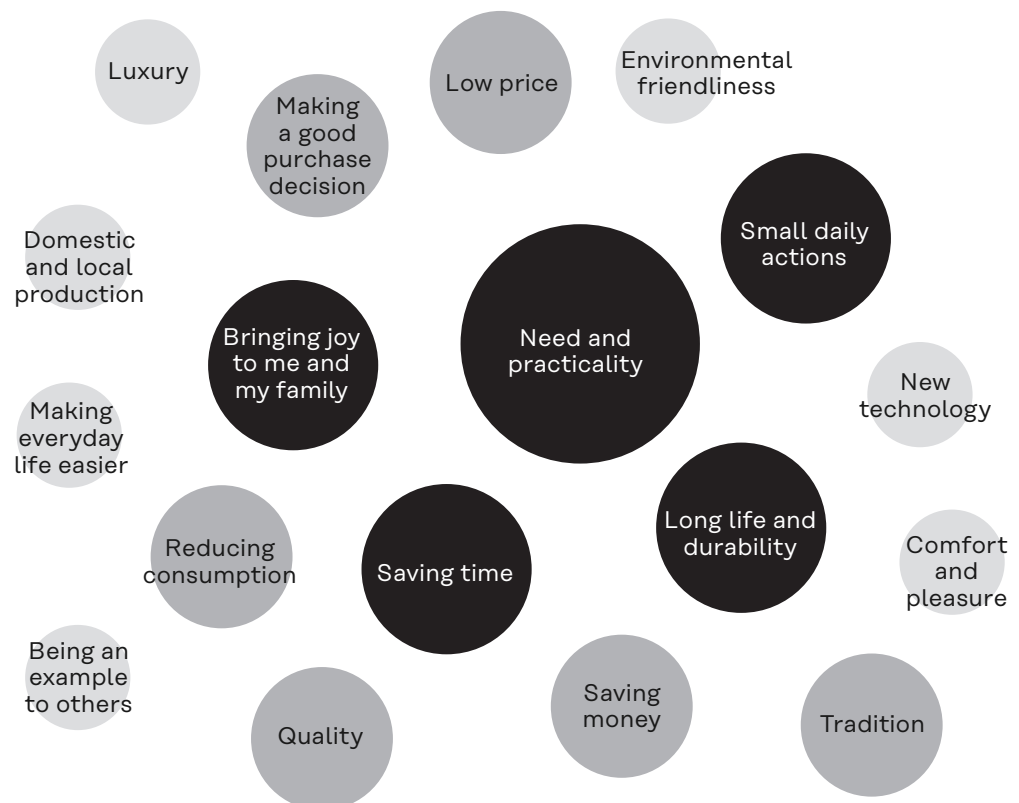 Luxury
Making
a good
purchase
decision
Low price
Environmental
friendliness
Domestic
and local
production
Small daily
actions
Bringing joy
to me and
my family
Need and
practicality
Making
everyday
life easier
New
technology
Reducing
consumption
Saving time
Long life and
durability
Comfort
and
pleasure
Being an
example
to others
Quality
Saving
money
Tradition